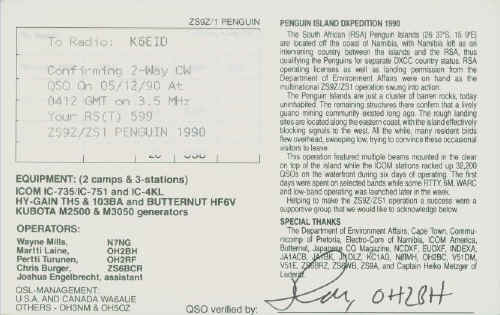 ZS9Z/1 PENGUIN
To Radio: K6EID
Confirming 2-Way CW
QSO On 05/12/90 At
0412 GMT on 3.5 MHz
Your RS(T) 599
ZS9Z/ZS1 PENGUIN 1990
EQUIPMENT: (2 camps & 3-stations)
ICOM IC-735/IC-751 and IC-4KL
HY-GAIN TH5 & 103BA and BUTTERNUT HF6V
KUBOTA M2500 & M3050 generators
OPERATORS:
Wayne Mills, N7NG
Martti Laine, OH2BH
Pertti Turunen, OH2RF
Chris Burger, ZS6BCR
Joshua Engelbrecht, assistant
QSL-MANAGEMENT:
U.S.A. AND CANADA WA6AUE
OTHERS - OH3NM & OH5OZ
PENGUIN ISLAND DXPEDITION 1990
The South African (RSA) Penguin Islands (26 37'S, 15 9'E)
are located off the coast of Namibia, with Namibia left as an
intervening country between the islands and the RSA, thus
qualifying the Penguins for separate DXCC country status. RSA
operating licenses as well as landing permission from the
Department of Environment Affairs were on hand as the
multinational ZS9Z/ZS1 operation swung into action.
The Penguin Islands are just a cluster of barren rocks, today
uninhabited. The remaining structures there confirm that a lively
guano mining community existed long ago. The rough landing
sites are located along the eastern coast, with the island effectively
blocking signals to the west. All the while, many resident birds
flew overhead, sweeping low, trying to convince these occasional
visitors to leave.
This operation featured multiple beams mounted in the clear
on top of the island while the ICOM stations racked up 32,200
QSOs on the waterfront during six days of operating. The first
days were spent on selected bands while some RTTY, 6M, WARC
and low-band operating was launched later in the week.
Helping to make the ZS9Z/ZS1 operation a success were a
supportive group that we would like to acknowledge below.
SPECIAL THANKS
The Department of Environment Affairs, Cape Town, Commu-
nicomp of Pretoria, Electro-Com of Namibia, ICOM America,
Butternut, Japanese CQ Magazine, NCDXF, EUDXF, INDEXA,
JA1ACB, JA1BK, KC1AG, N8MH, OH2BC, V51DM,
V51E, ZS6BRZ, ZS9A, and Captain Heiko Metzger of
Lüderitz.
QSO verified by: OH2BH